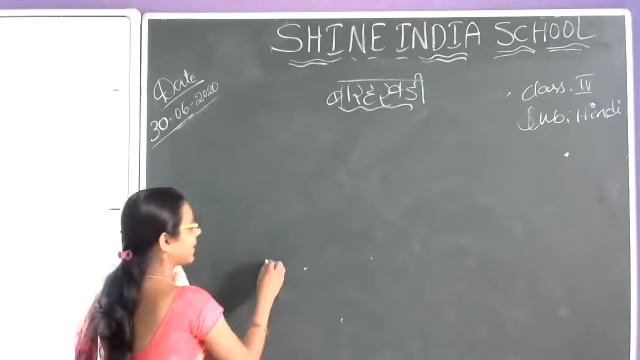 SHINE INDIA SCHOOL
Date
30-06-2020
बारहखडी
class. IV
Sub: Hindi